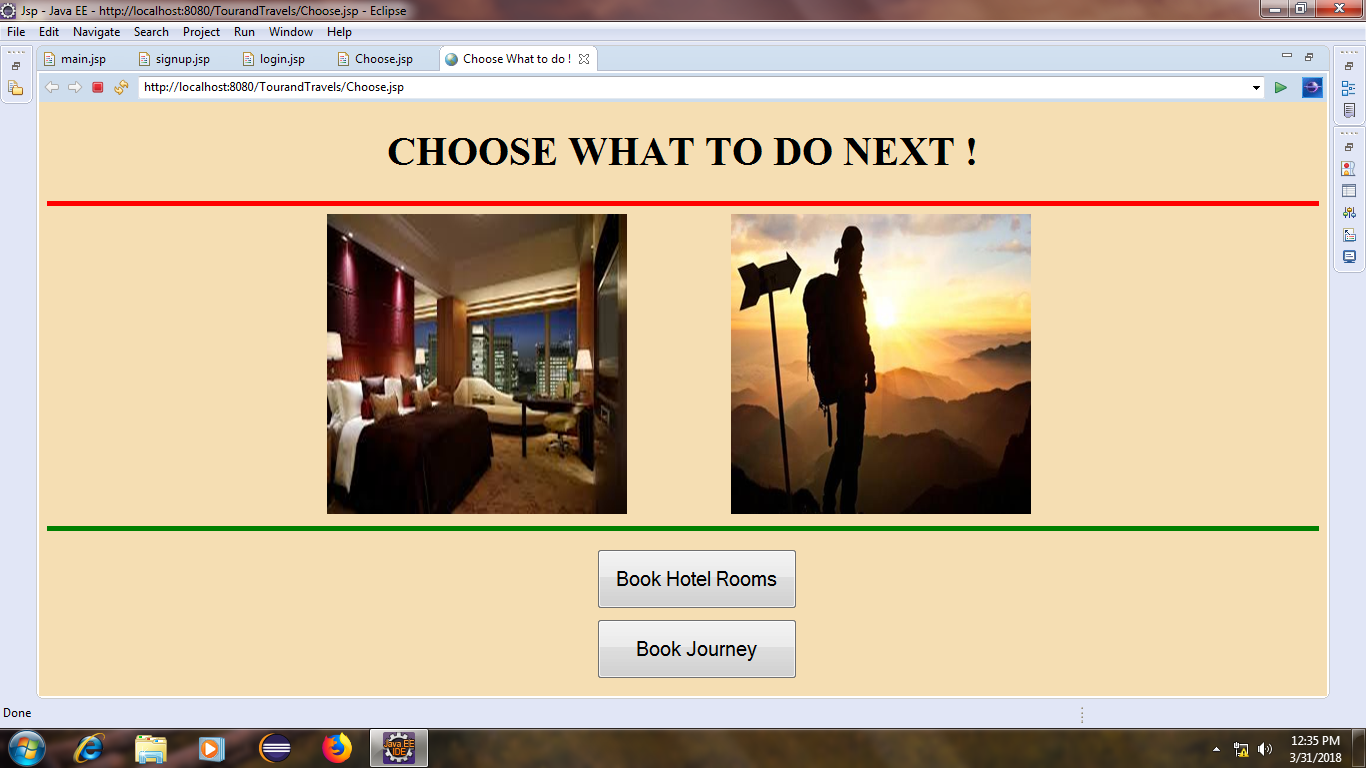 Jsp - Java EE - http://localhost:8080/TourandTravels/Choose.jsp - Eclipse
File Edit Navigate Search Project Run Window Help
main.jsp signup.jsp login.jsp Choose.jsp Choose What to do !
http://localhost:8080/TourandTravels/Choose.jsp
CHOOSE WHAT TO DO NEXT !
Book Hotel Rooms
Book Journey
Done
Java EE
IDE
12:35 PM
3/31/2018